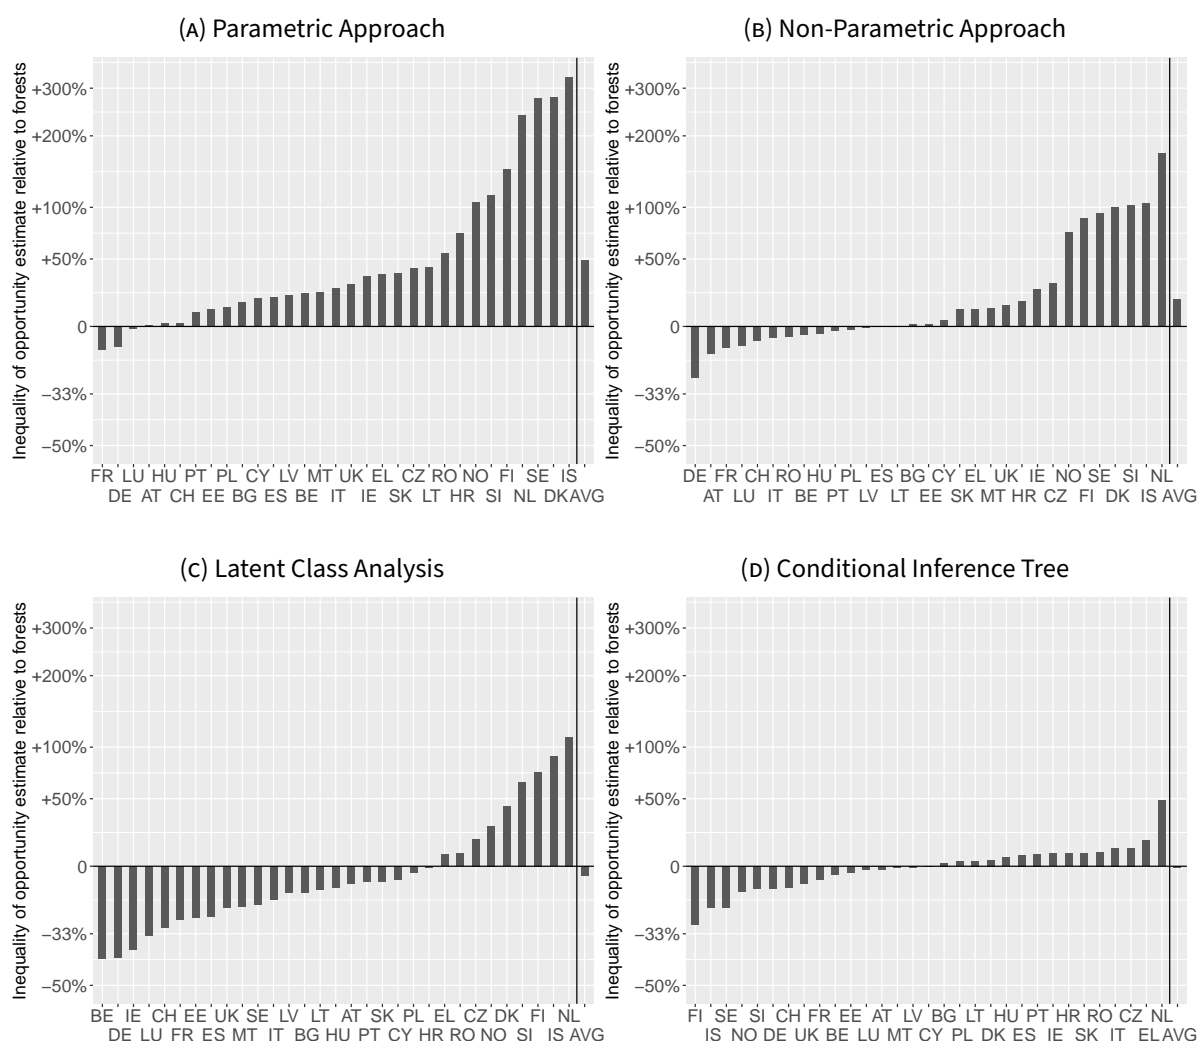 (A) Parametric Approach
Inequality of opportunity estimate relative to forests
+300%
+200%
+100%
+50%
0
−33%
−50%
FR LU HU PT PL CY LV MT UK EL CZ RO NO FI SE IS
DE AT CH EE BG ES BE IT IE SK LT HR SI NL DK AVG
(B) Non-Parametric Approach
Inequality of opportunity estimate relative to forests
+300%
+200%
+100%
+50%
0
−33%
−50%
DE FR CH RO HU PL ES BG CY EL UK IE NO SE SI NL
AT LU IT BE PT LV LT EE SK MT HR CZ FI DK IS AVG
(C) Latent Class Analysis
Inequality of opportunity estimate relative to forests
+300%
+200%
+100%
+50%
0
−33%
−50%
BE IE CH EE UK SE LV LT AT SK PL EL CZ DK FI NL
DE LU FR ES MT IT BG HU PT CY HR RO NO SI IS AVG
(D) Conditional Inference Tree
Inequality of opportunity estimate relative to forests
+300%
+200%
+100%
+50%
0
−33%
−50%
FI SE SI CH FR EE AT LV BG LT HU PT HR RO CZ NL
IS NO DE UK BE LU MT CY PL DK ES IE SK IT EL AVG